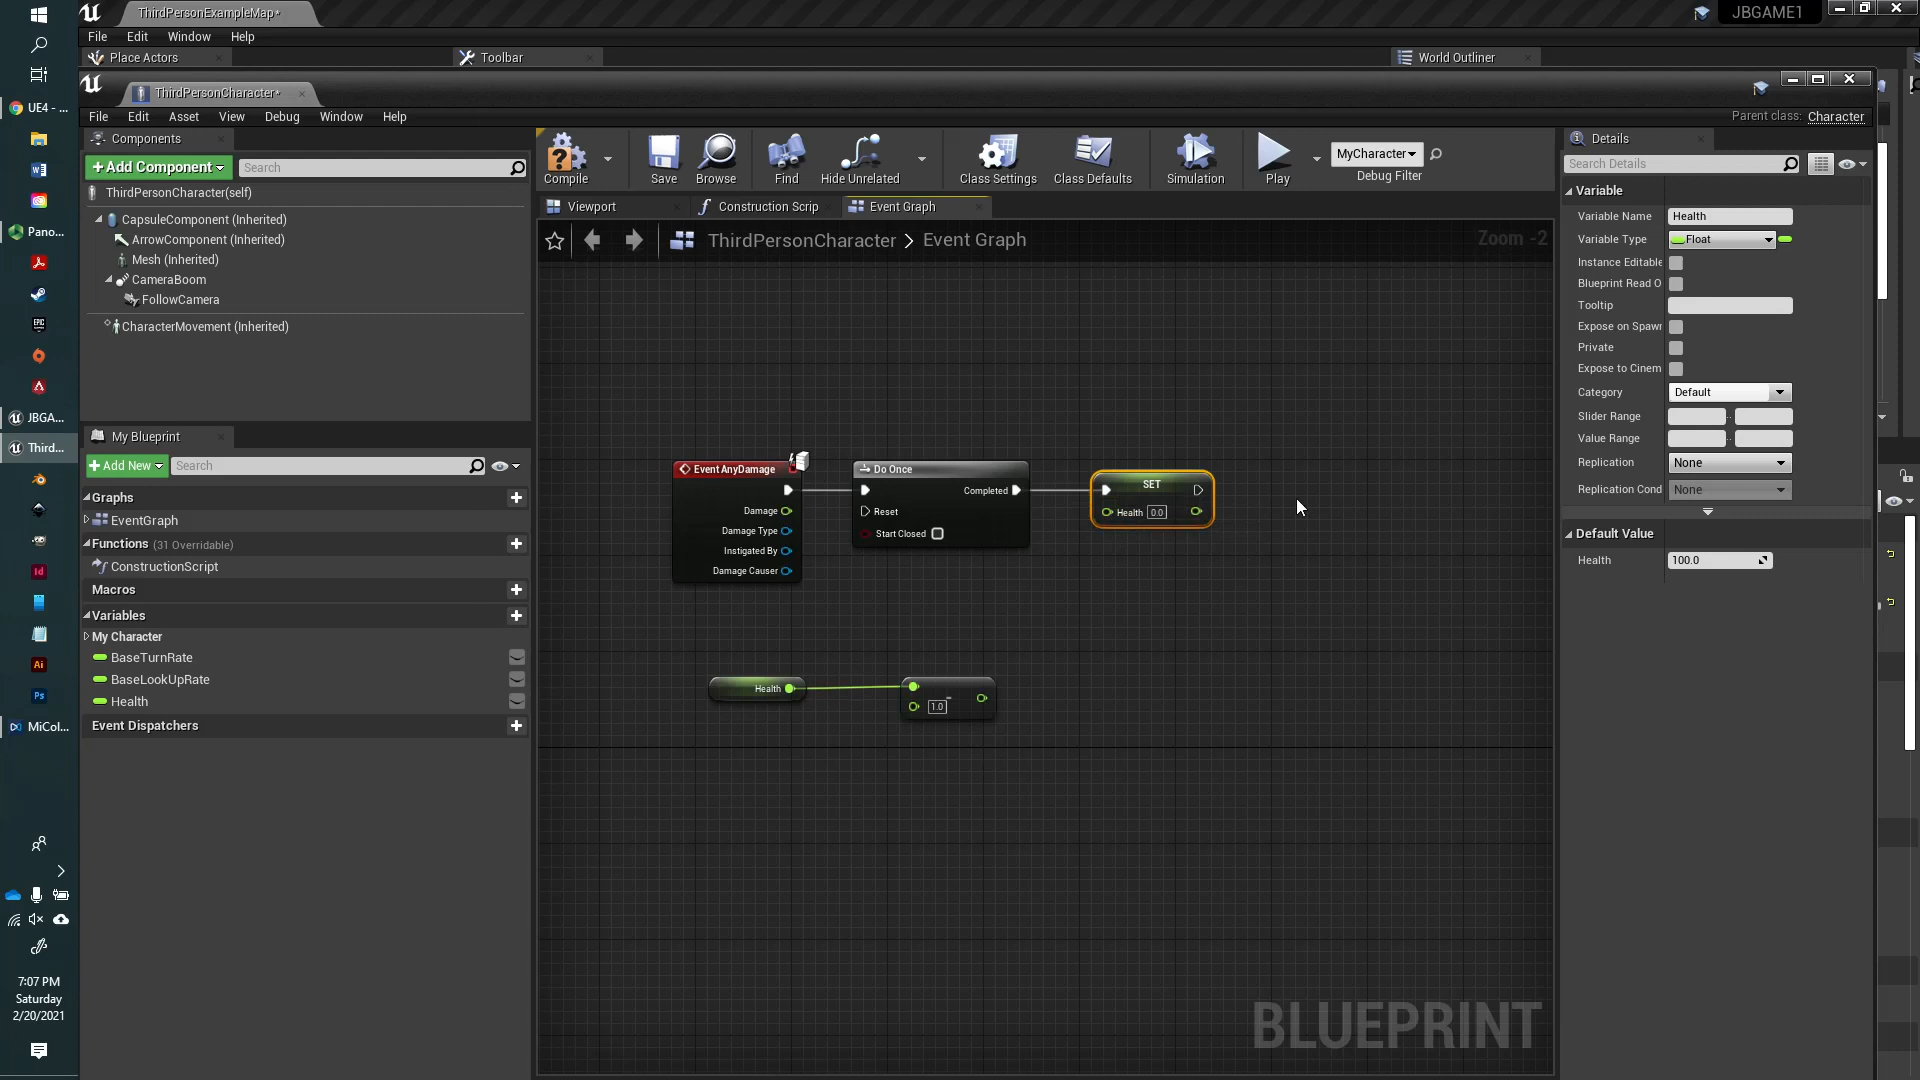 ThirdPersonExampleMap*
JBGAME1
File Edit Window Help
Place Actors
Toolbar
World Outliner
UE4 - ...
ThirdPersonCharacter*
File Edit Asset View Debug Window Help
Parent class: Character
Components
+ Add Component
Search
ThirdPersonCharacter(self)
CapsuleComponent (Inherited)
ArrowComponent (Inherited)
Mesh (Inherited)
CameraBoom
FollowCamera
CharacterMovement (Inherited)
Compile
Save
Browse
Find
Hide Unrelated
Class Settings
Class Defaults
Simulation
Play
MyCharacter
Debug Filter
Viewport
Construction Scrip
Event Graph
ThirdPersonCharacter > Event Graph
Zoom -2
Event AnyDamage
Damage
Damage Type
Instigated By
Damage Causer
Do Once
Completed
Reset
Start Closed
SET
Health 0.0
Health
-
1.0
BLUEPRINT
My Blueprint
+ Add New
Search
Graphs
EventGraph
Functions (31 Overridable)
ConstructionScript
Macros
Variables
My Character
BaseTurnRate
BaseLookUpRate
Health
Event Dispatchers
Details
Search Details
Variable
Variable Name Health
Variable Type Float
Instance Editable
Blueprint Read O
Tooltip
Expose on Spawn
Private
Expose to Cinem
Category Default
Slider Range
Value Range
Replication None
Replication Cond None
Default Value
Health 100.0
Pano...
EPIC
JBGA...
Third...
Id
Ai
Ps
MiCol...
7:07 PM
Saturday
2/20/2021